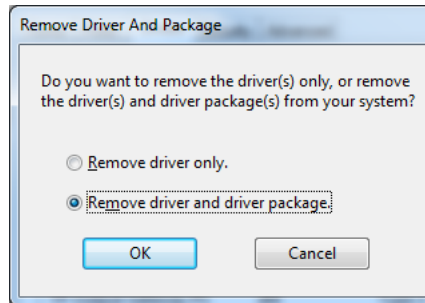 Remove Driver And Package
Do you want to remove the driver(s) only, or remove
the driver(s) and driver package(s) from your system?
Remove driver only.
Remove driver and driver package.
OK
Cancel